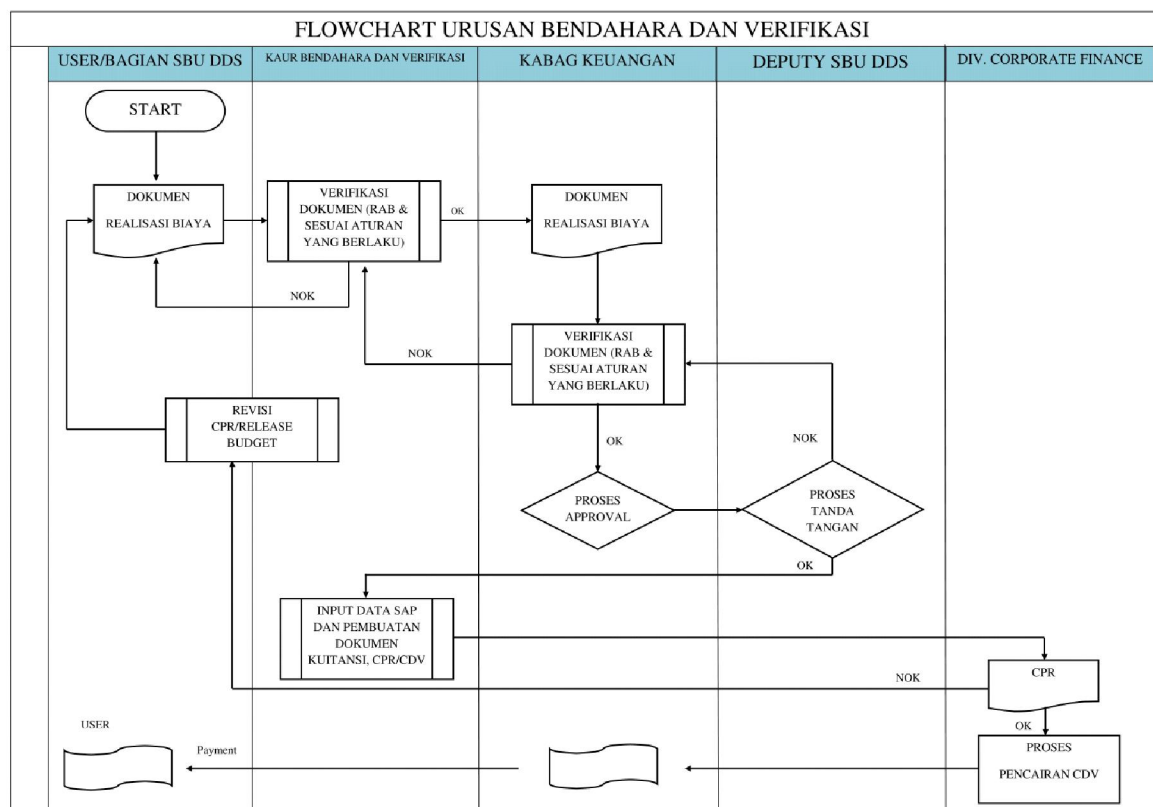 FLOWCHART URUSAN BENDAHARA DAN VERIFIKASI
USER/BAGIAN SBU DDS
KAUR BENDAHARA DAN VERIFIKASI
KABAG KEUANGAN
DEPUTY SBU DDS
DIV. CORPORATE FINANCE
START
DOKUMEN
REALISASI BIAYA
VERIFIKASI
DOKUMEN (RAB &
SESUAI ATURAN
YANG BERLAKU)
OK
DOKUMEN
REALISASI BIAYA
NOK
VERIFIKASI
DOKUMEN (RAB &
SESUAI ATURAN
YANG BERLAKU)
NOK
REVISI
CPR/RELEASE
BUDGET
OK
NOK
PROSES
APPROVAL
PROSES
TANDA
TANGAN
OK
INPUT DATA SAP
DAN PEMBUATAN
DOKUMEN
KUITANSI, CPR/CDV
NOK
CPR
OK
USER
Payment
PROSES
PENCAIRAN CDV